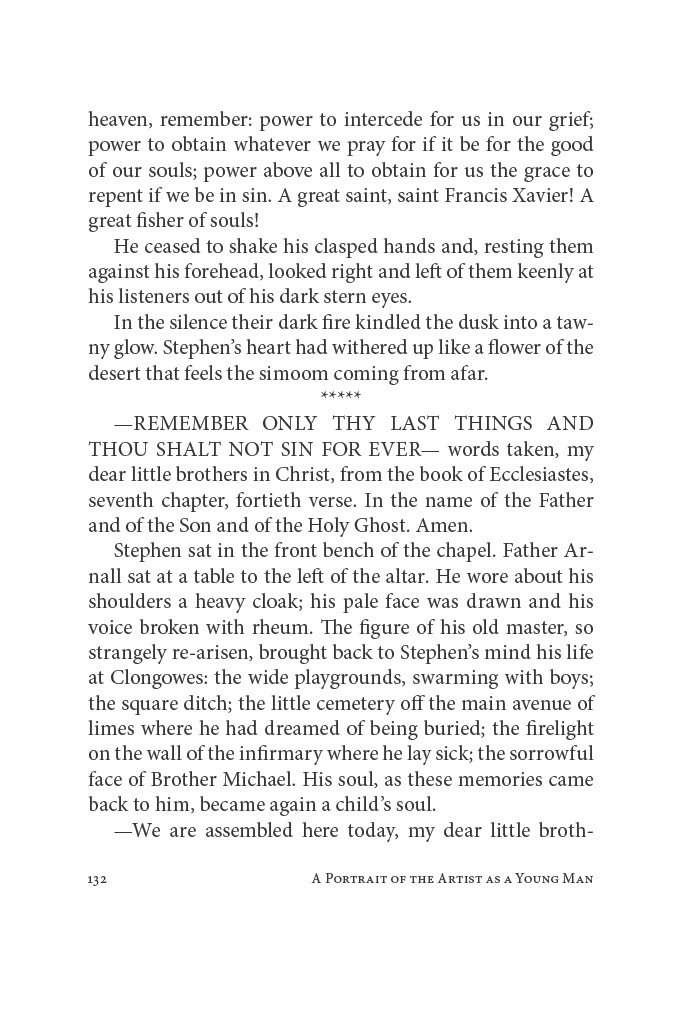 heaven, remember: power to intercede for us in our grief;
power to obtain whatever we pray for if it be for the good
of our souls; power above all to obtain for us the grace to
repent if we be in sin. A great saint, saint Francis Xavier! A
great fisher of souls!
He ceased to shake his clasped hands and, resting them
against his forehead, looked right and left of them keenly at
his listeners out of his dark stern eyes.
In the silence their dark fire kindled the dusk into a taw-
ny glow. Stephen’s heart had withered up like a flower of the
desert that feels the simoom coming from afar.
*****
—REMEMBER ONLY THY LAST THINGS AND
THOU SHALT NOT SIN FOR EVER— words taken, my
dear little brothers in Christ, from the book of Ecclesiastes,
seventh chapter, fortieth verse. In the name of the Father
and of the Son and of the Holy Ghost. Amen.
Stephen sat in the front bench of the chapel. Father Ar-
nall sat at a table to the left of the altar. He wore about his
shoulders a heavy cloak; his pale face was drawn and his
voice broken with rheum. The figure of his old master, so
strangely re-arisen, brought back to Stephen’s mind his life
at Clongowes: the wide playgrounds, swarming with boys;
the square ditch; the little cemetery off the main avenue of
limes where he had dreamed of being buried; the firelight
on the wall of the infirmary where he lay sick; the sorrowful
face of Brother Michael. His soul, as these memories came
back to him, became again a child’s soul.
—We are assembled here today, my dear little broth-
132 A Portrait of the Artist as a Young Man